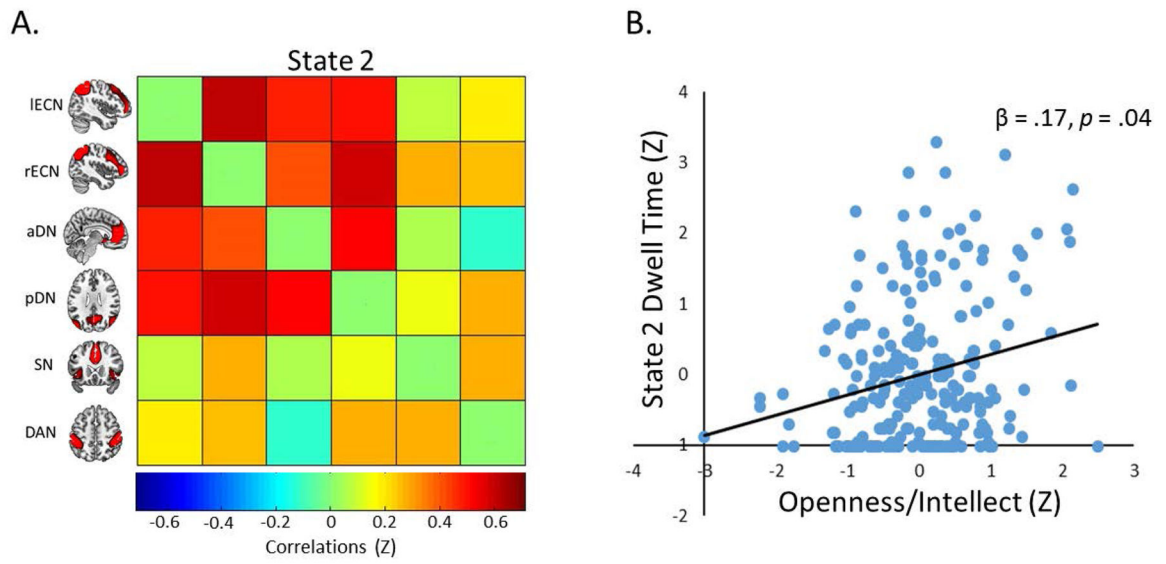 A.
State 2
lECN
rECN
aDN
pDN
SN
DAN
-0.6 -0.4 -0.2 0 0.2 0.4 0.6
Correlations (Z)
B.
β = .17, p = .04
State 2 Dwell Time (Z)
4
3
2
1
0
1
-2
-4 -3 -1 0 1 2 3
Openness/Intellect (Z)